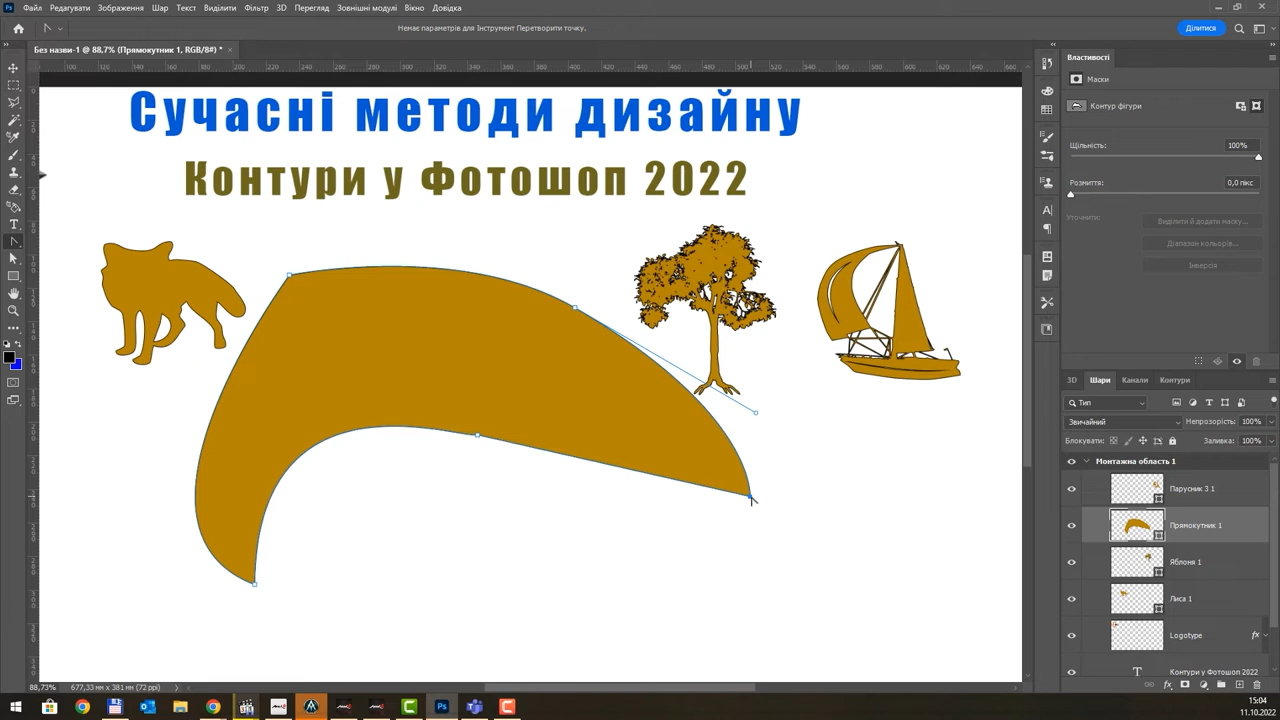 Файл Редагувати Зображення Шар Текст Виділити Фільтр 3D Перегляд Зовнішні модулі Вікно Довідка
Немає параметрів для Інструмент Перетворити точку.
Ділитися
Без назви-1 @ 88,7% (Прямокутник 1, RGB/8#) *
Сучасні методи дизайну
Контури у Фотошоп 2022
Властивості
Маски
Контур фігури
Щільність: 100%
Розмиття: 0,0 пікс
Уточнити:
Виділити й додати маску...
Діапазон кольорів...
Інверсія
3D Шари Канали Контури
Тип
Звичайний Непрозорість: 100%
Блокувати: Заливка: 100%
Монтажна область 1
Парусник 3 1
Прямокутник 1
Яблоня 1
Лиса 1
Logotype fx
Контури у Фотошоп 2022
88,73% 677,33 мм x 381 мм (72 ppi)
15:04
11.10.2022